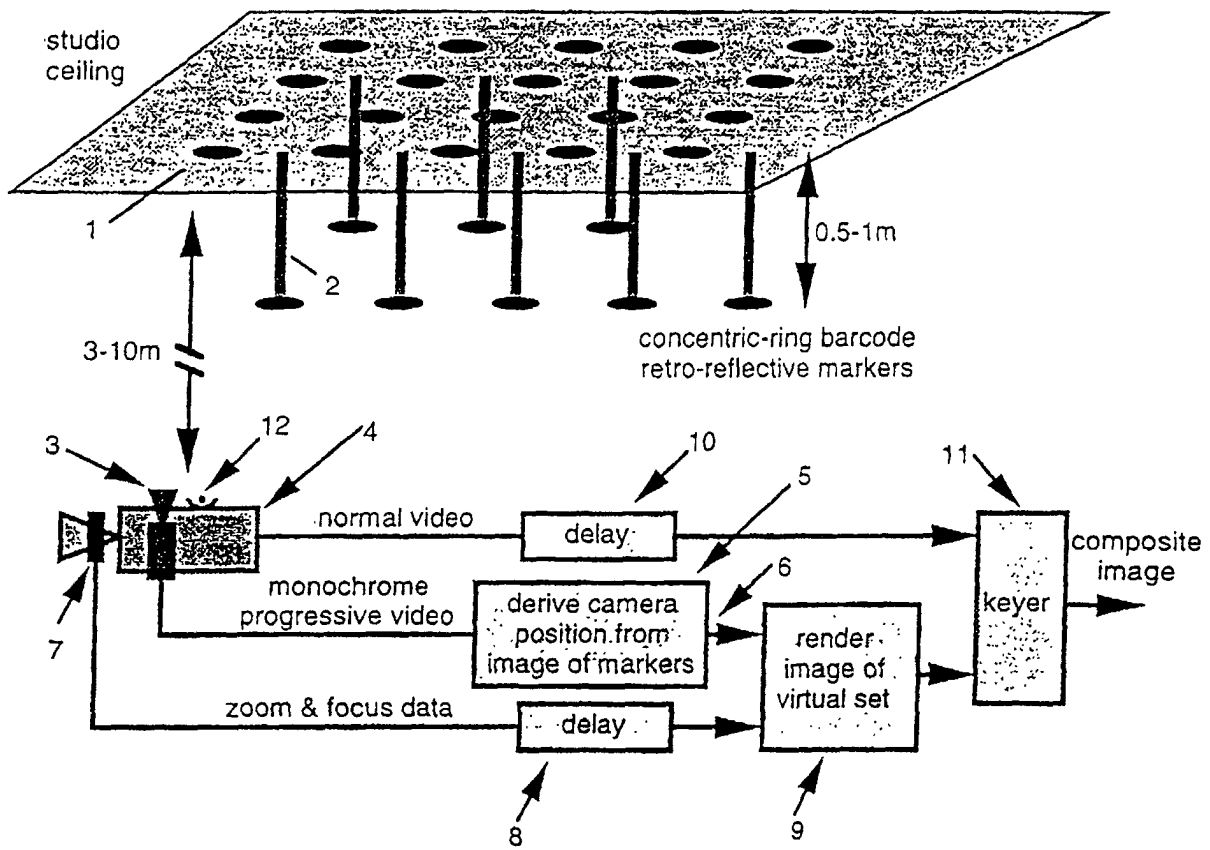 studio
ceiling
1
2
0.5-1m
3-10m
concentric-ring barcode
retro-reflective markers
3
12
4
10
5
11
normal video
delay
composite
image
monochrome
progressive video
derive camera
position from
image of markers
6
keyer
7
render
image of
virtual set
zoom & focus data
delay
8
9